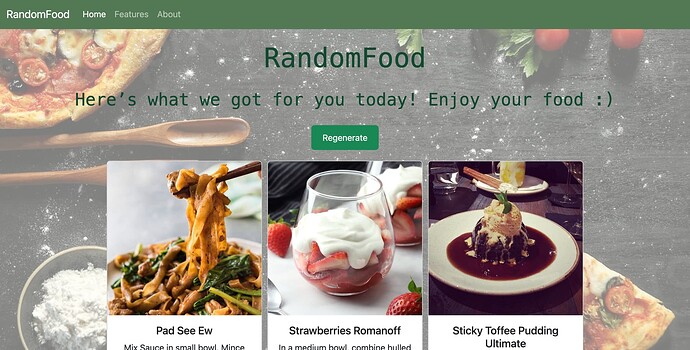 RandomFood Home Features About
RandomFood
Here's what we got for you today! Enjoy your food :)
Regenerate
Pad See Ew
Strawberries Romanoff
Sticky Toffee Pudding
Ultimate
Mix Sauce in small bowl. Mince
In a medium bowl, combine hulled